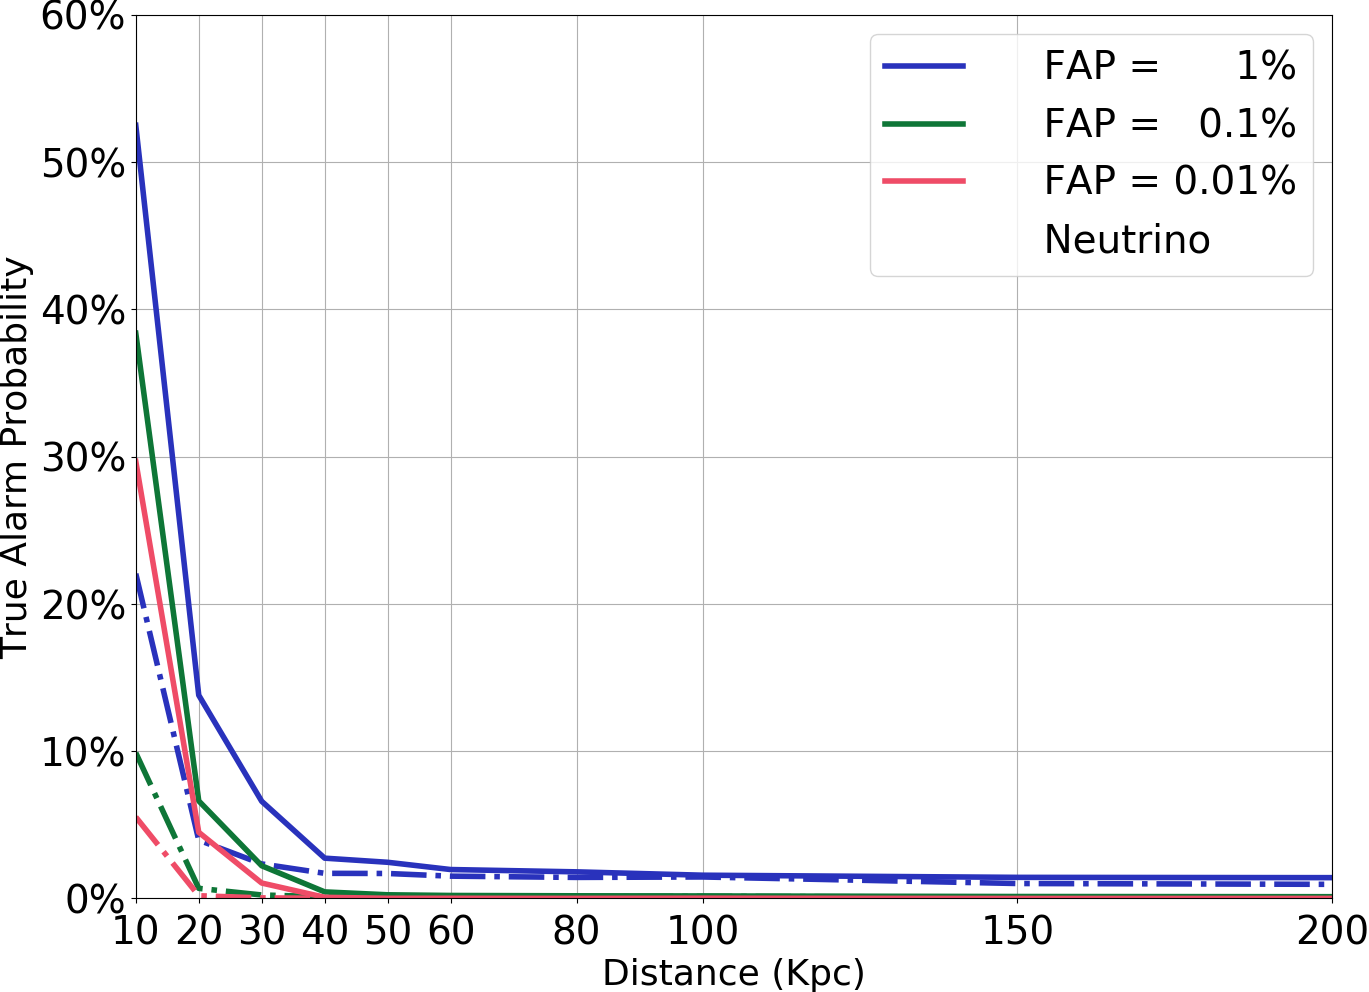 60%
50%
40%
30%
20%
10%
0%
True Alarm Probability
FAP = 1%
FAP = 0.1%
FAP = 0.01%
Neutrino
10 20 30 40 50 60 80 100 150 200
Distance (Kpc)